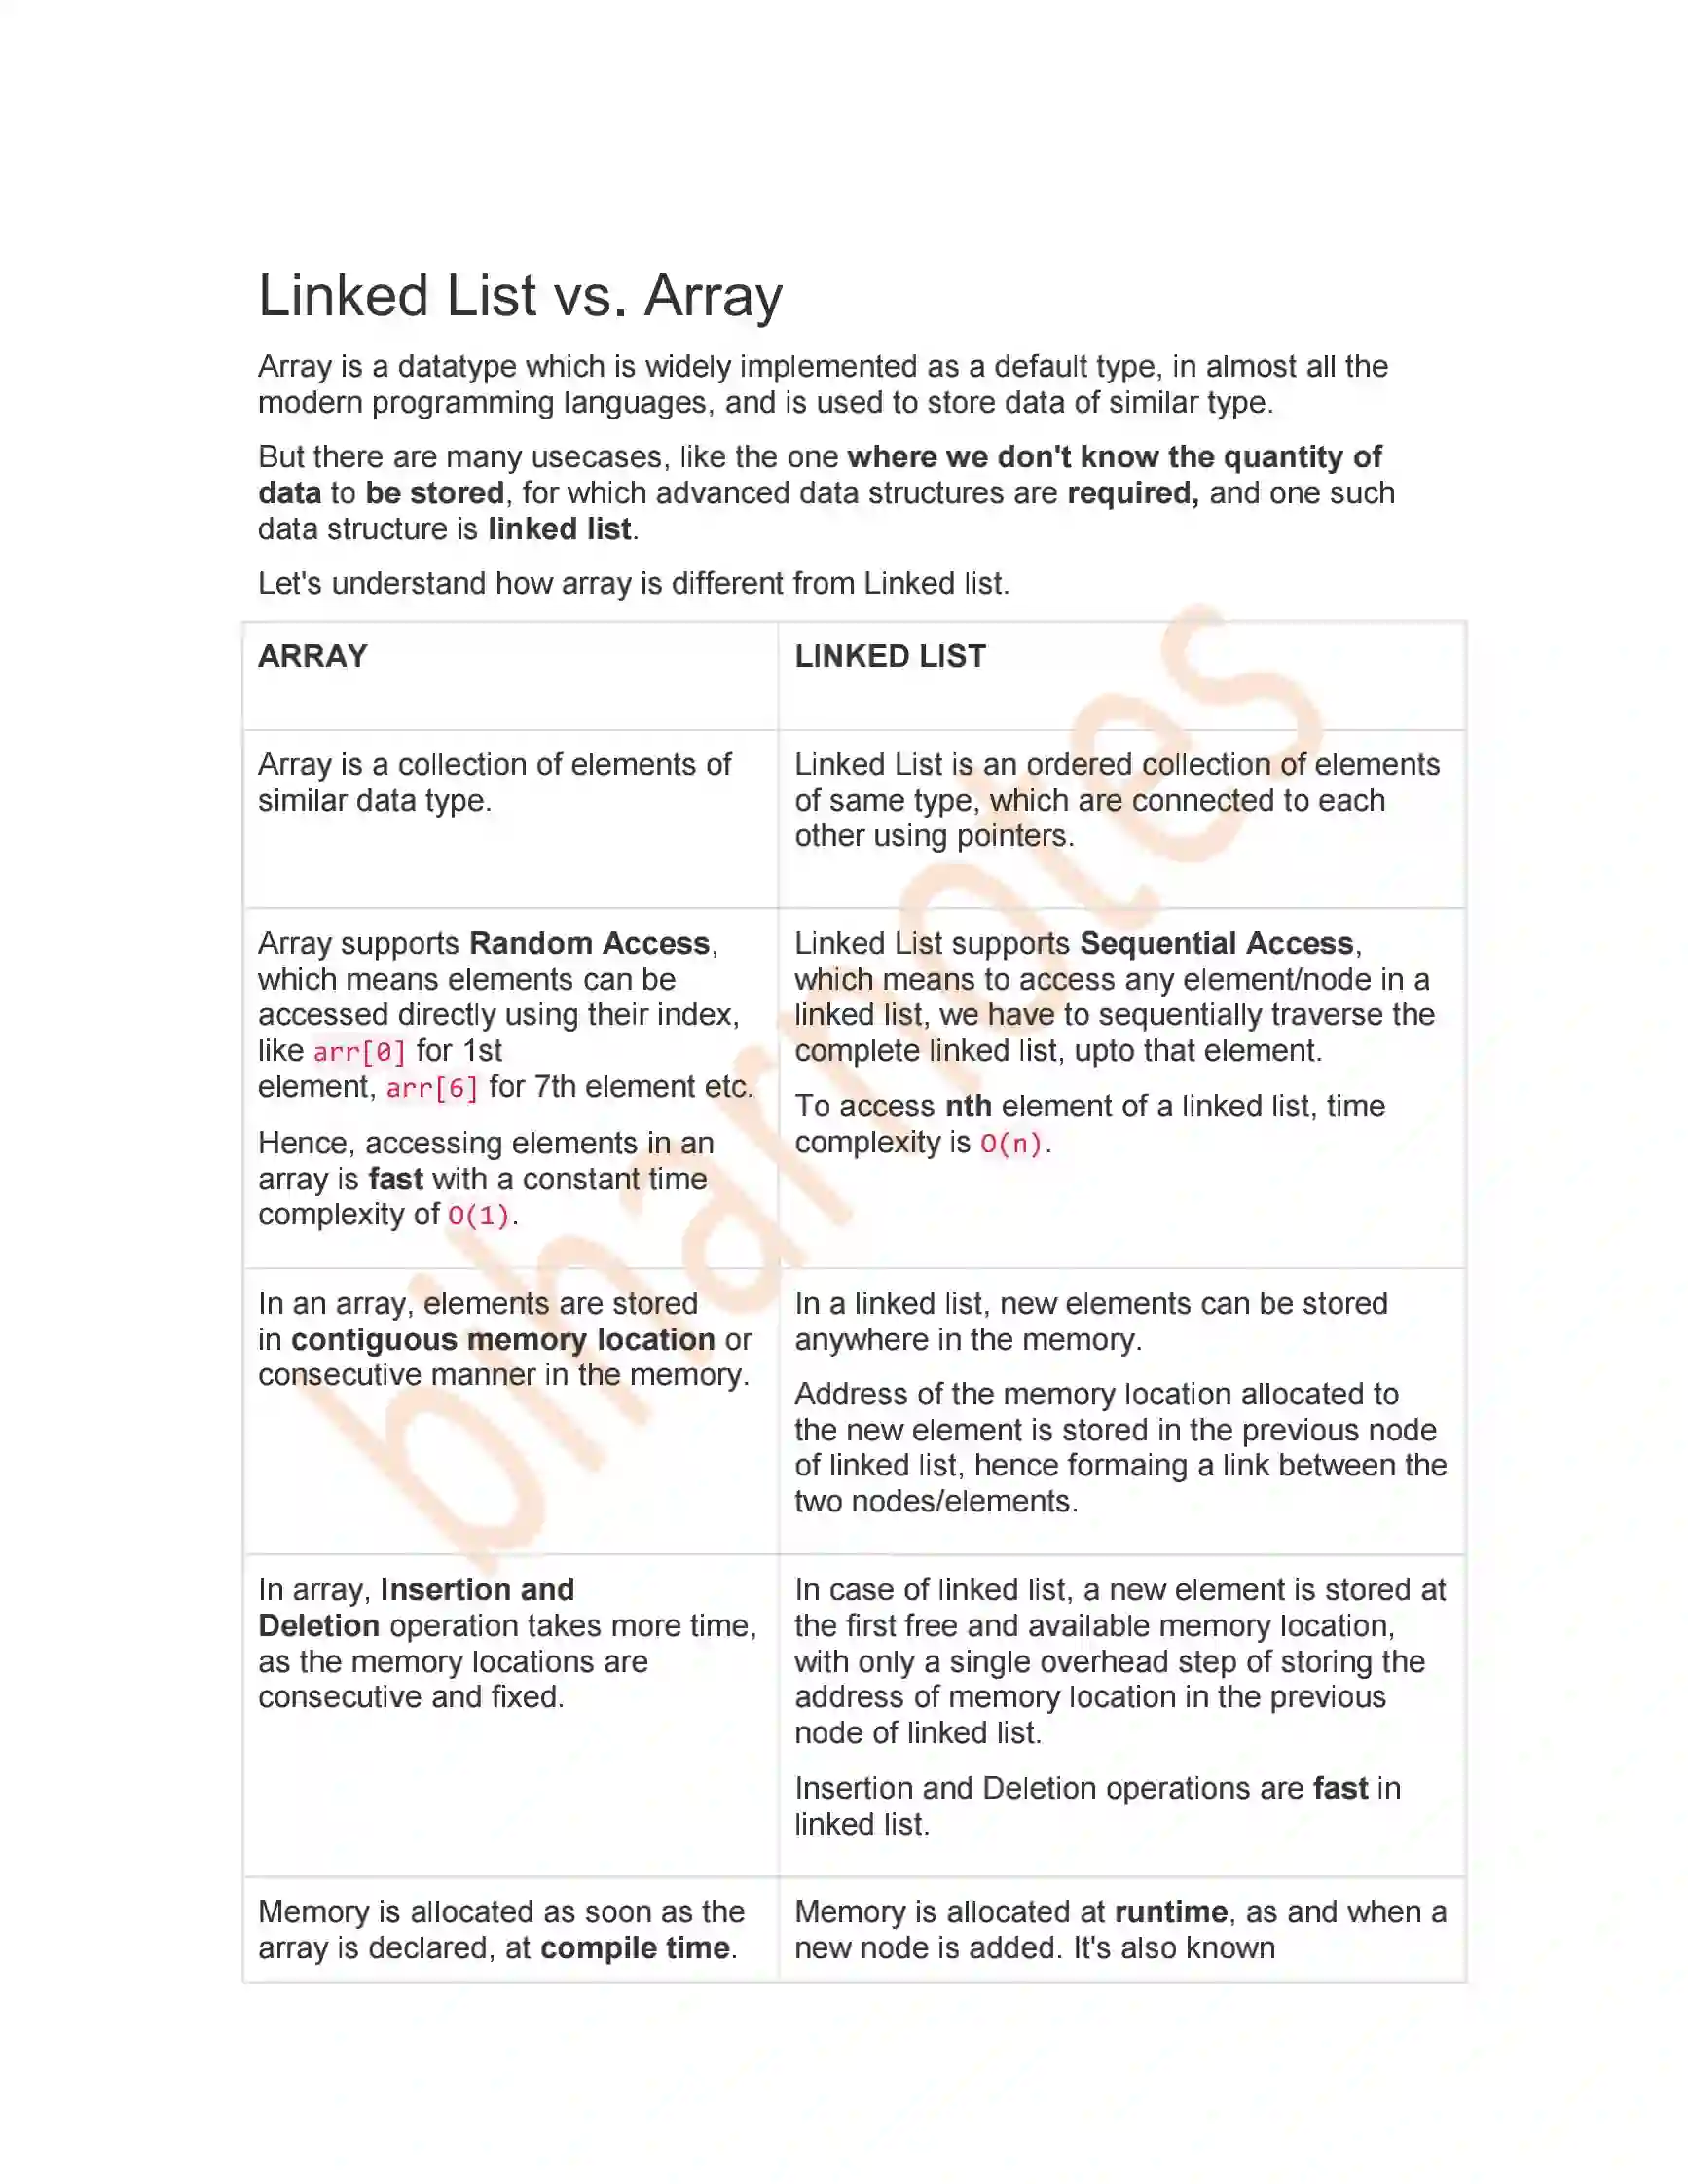 Linked List vs. Array
Array is a datatype which is widely implemented as a default type, in almost all the
modern programming languages, and is used to store data of similar type.
But there are many usecases, like the one where we don't know the quantity of
data to be stored, for which advanced data structures are required, and one such
data structure is linked list.
Let's understand how array is different from Linked list.
ARRAY
LINKED LIST
Array is a collection of elements of
similar data type.
Linked List is an ordered collection of elements
of same type, which are connected to each
other using pointers.
Array supports Random Access,
which means elements can be
accessed directly using their index,
like arr[0] for 1st
element, arr[6] for 7th element etc.
Hence, accessing elements in an
array is fast with a constant time
complexity of O(1).
Linked List supports Sequential Access,
which means to access any element/node in a
linked list, we have to sequentially traverse the
complete linked list, upto that element.
To access nth element of a linked list, time
complexity is O(n).
In an array, elements are stored
in contiguous memory location or
consecutive manner in the memory.
In a linked list, new elements can be stored
anywhere in the memory.
Address of the memory location allocated to
the new element is stored in the previous node
of linked list, hence formaing a link between the
two nodes/elements.
In array, Insertion and
Deletion operation takes more time,
as the memory locations are
consecutive and fixed.
In case of linked list, a new element is stored at
the first free and available memory location,
with only a single overhead step of storing the
address of memory location in the previous
node of linked list.
Insertion and Deletion operations are fast in
linked list.
Memory is allocated as soon as the
array is declared, at compile time.
Memory is allocated at runtime, as and when a
new node is added. It's also known
biharnotes